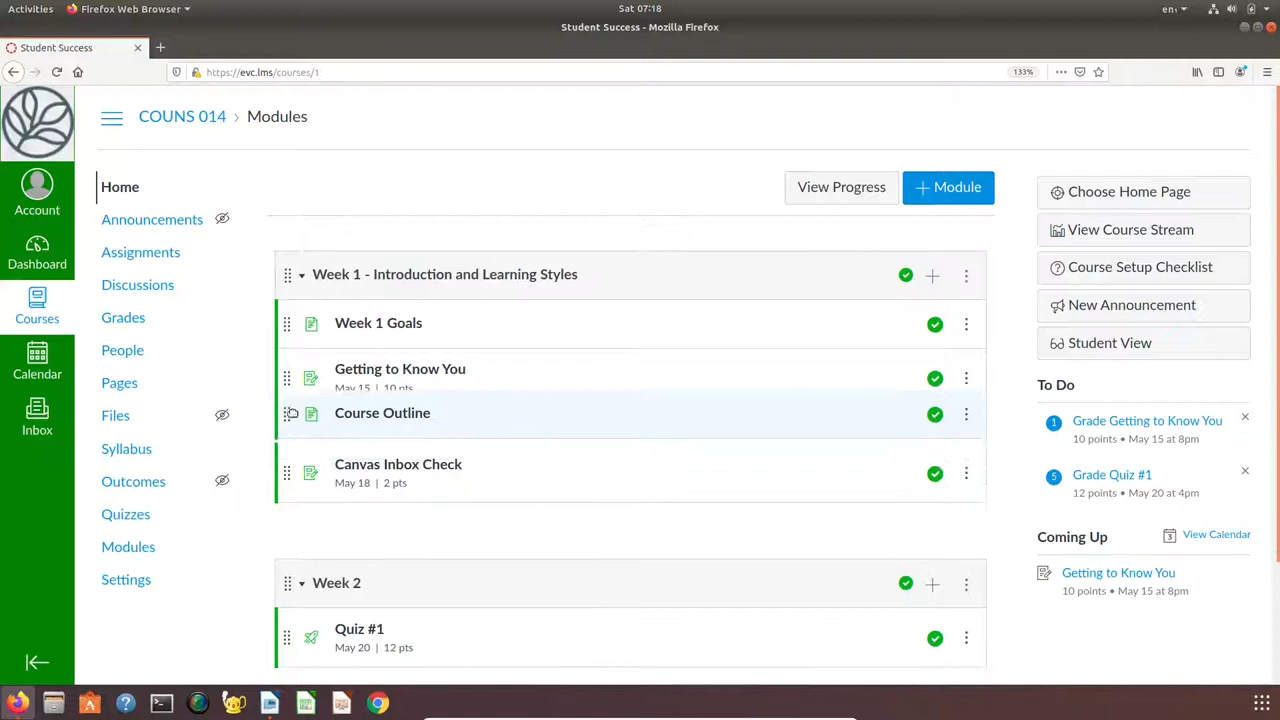 Activities Firefox Web Browser Sat 07:18 en
Student Success - Mozilla Firefox
Student Success
https://evc.lms/courses/1 133%
COUNS 014 › Modules
Account
Dashboard
Courses
Calendar
Inbox
Home
Announcements
Assignments
Discussions
Grades
People
Pages
Files
Syllabus
Outcomes
Quizzes
Modules
Settings
View Progress
+ Module
Week 1 - Introduction and Learning Styles
Week 1 Goals
Getting to Know You
May 15 | 10 pts
Course Outline
Canvas Inbox Check
May 18 | 2 pts
Week 2
Quiz #1
May 20 | 12 pts
Choose Home Page
View Course Stream
Course Setup Checklist
New Announcement
Student View
To Do
1 Grade Getting to Know You
10 points • May 15 at 8pm
5 Grade Quiz #1
12 points • May 20 at 4pm
Coming Up 3 View Calendar
Getting to Know You
10 points • May 15 at 8pm